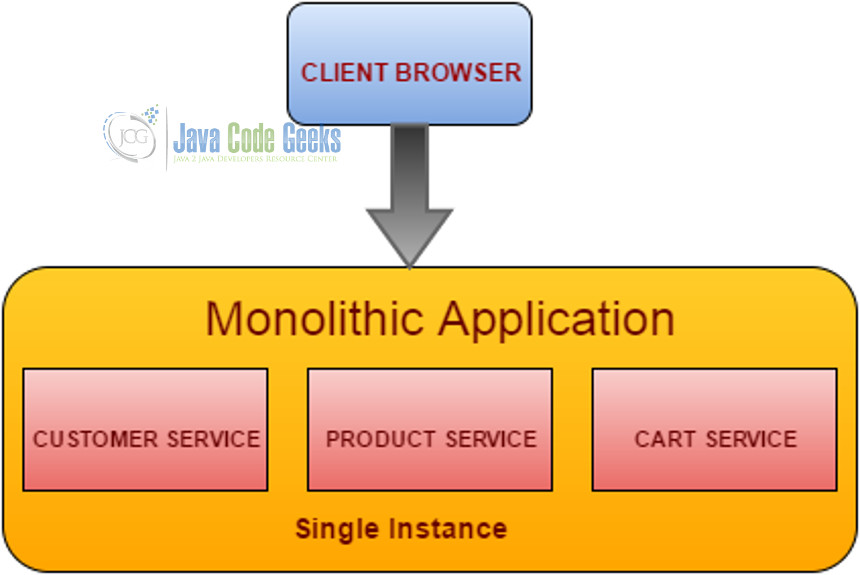 CLIENT BROWSER
JCG
Java Code Geeks
JAVA 2 JAVA DEVELOPERS RESOURCE CENTER
Monolithic Application
CUSTOMER SERVICE
PRODUCT SERVICE
CART SERVICE
Single Instance